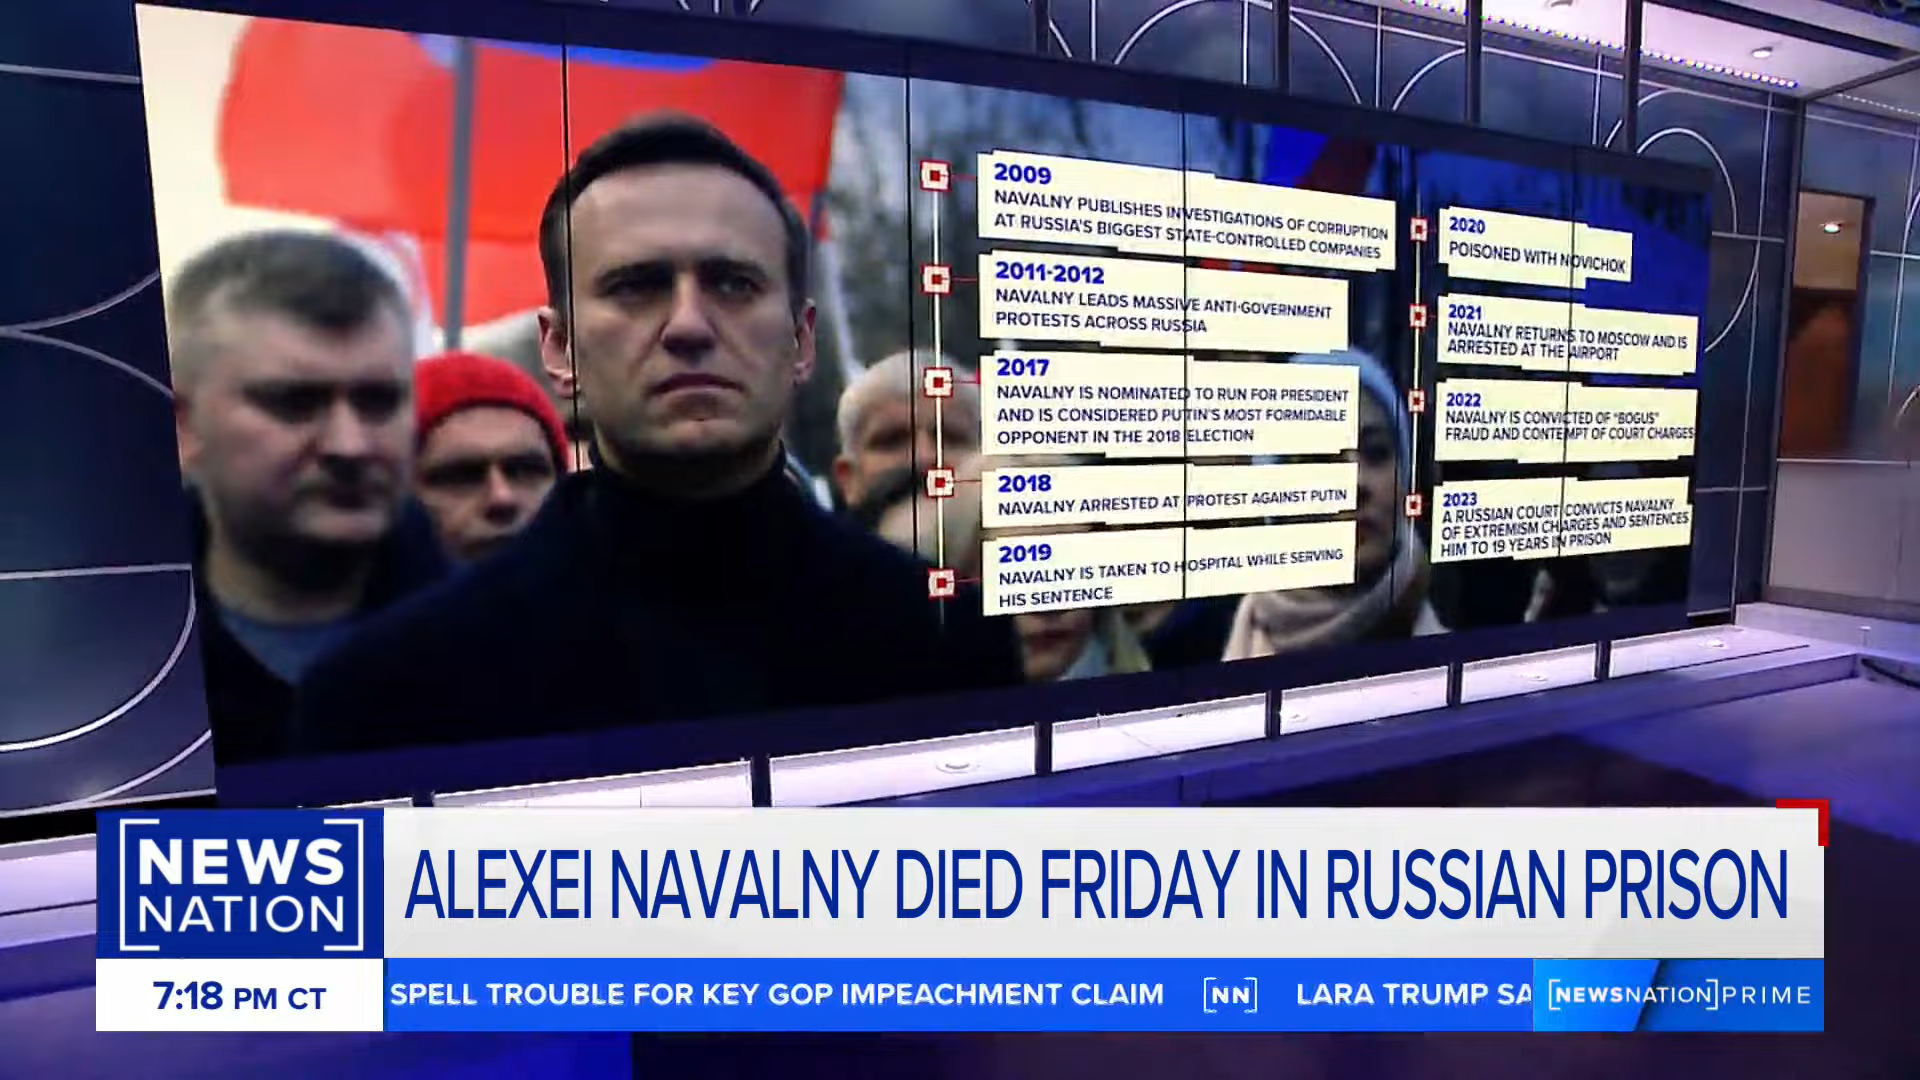 2009
NAVALNY PUBLISHES INVESTIGATIONS OF CORRUPTION
AT RUSSIA'S BIGGEST STATE-CONTROLLED COMPANIES
2011-2012
NAVALNY LEADS MASSIVE ANTI-GOVERNMENT
PROTESTS ACROSS RUSSIA
2017
NAVALNY IS NOMINATED TO RUN FOR PRESIDENT
AND IS CONSIDERED PUTIN'S MOST FORMIDABLE
OPPONENT IN THE 2018 ELECTION
2018
NAVALNY ARRESTED AT PROTEST AGAINST PUTIN
2019
NAVALNY IS TAKEN TO HOSPITAL WHILE SERVING
HIS SENTENCE
2020
POISONED WITH NOVICHOK
2021
NAVALNY RETURNS TO MOSCOW AND IS
ARRESTED AT THE AIRPORT
2022
NAVALNY IS CONVICTED OF "BOGUS"
FRAUD AND CONTEMPT OF COURT CHARGES
2023
A RUSSIAN COURT CONVICTS NAVALNY
OF EXTREMISM CHARGES AND SENTENCES
HIM TO 19 YEARS IN PRISON
NEWS
NATION
ALEXEI NAVALNY DIED FRIDAY IN RUSSIAN PRISON
7:18 PM CT
SPELL TROUBLE FOR KEY GOP IMPEACHMENT CLAIM [NN] LARA TRUMP SA
[NEWSNATION]PRIME